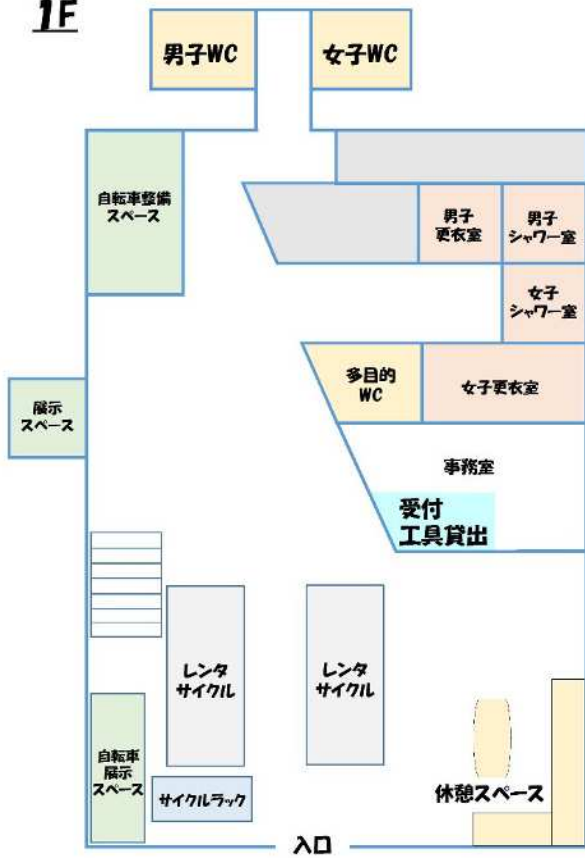 1F
男子WC
女子WC
自転車整備
スペース
男子
更衣室
男子
シャワー室
女子
シャワー室
多目的
WC
女子更衣室
展示
スペース
事務室
受付
工具貸出
レンタ
サイクル
レンタ
サイクル
自転車
展示
スペース
サイクルラック
休憩スペース
入口